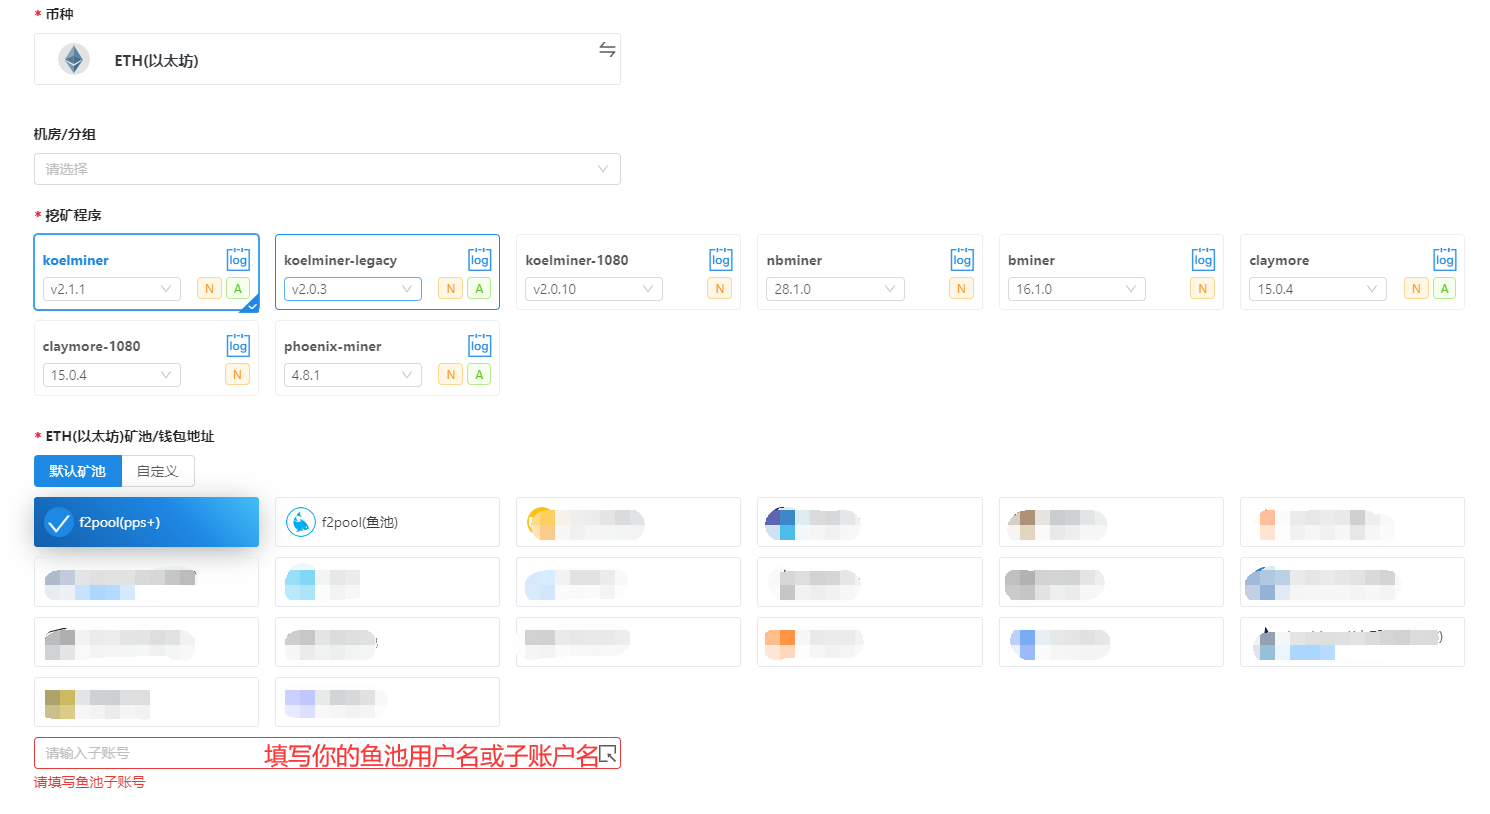 * 币种
ETH(以太坊)
机房/分组
请选择
* 挖矿程序
koelminer log
v2.1.1 N A
koelminer-legacy log
v2.0.3 N A
koelminer-1080 log
v2.0.10 N
nbminer log
28.1.0 N
bminer log
16.1.0 N
claymore log
15.0.4 N A
claymore-1080 log
15.0.4 N
phoenix-miner log
4.8.1 N A
* ETH(以太坊)矿池/钱包地址
默认矿池 自定义
f2pool(pps+)
f2pool(鱼池)
请输入子账号 填写你的鱼池用户名或子账户名
请填写鱼池子账号